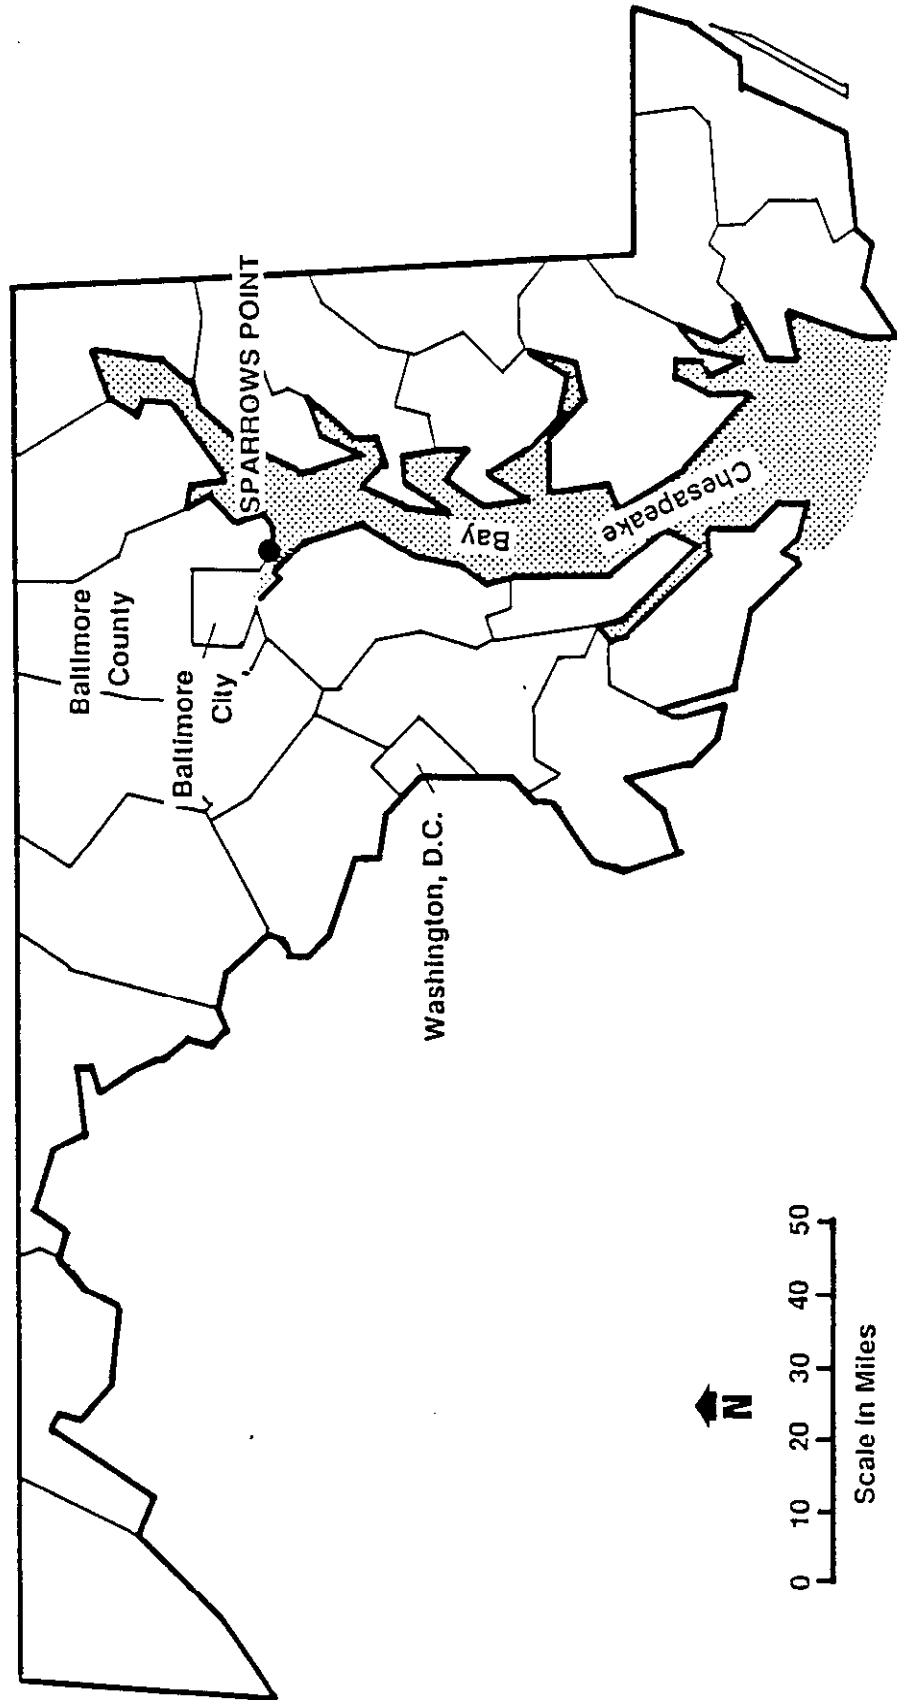 Baltimore
County
SPARROWS POINT
Baltimore
City
Washington, D.C.
Chesapeake
Bay
N
0 10 20 30 40 50
Scale In Miles